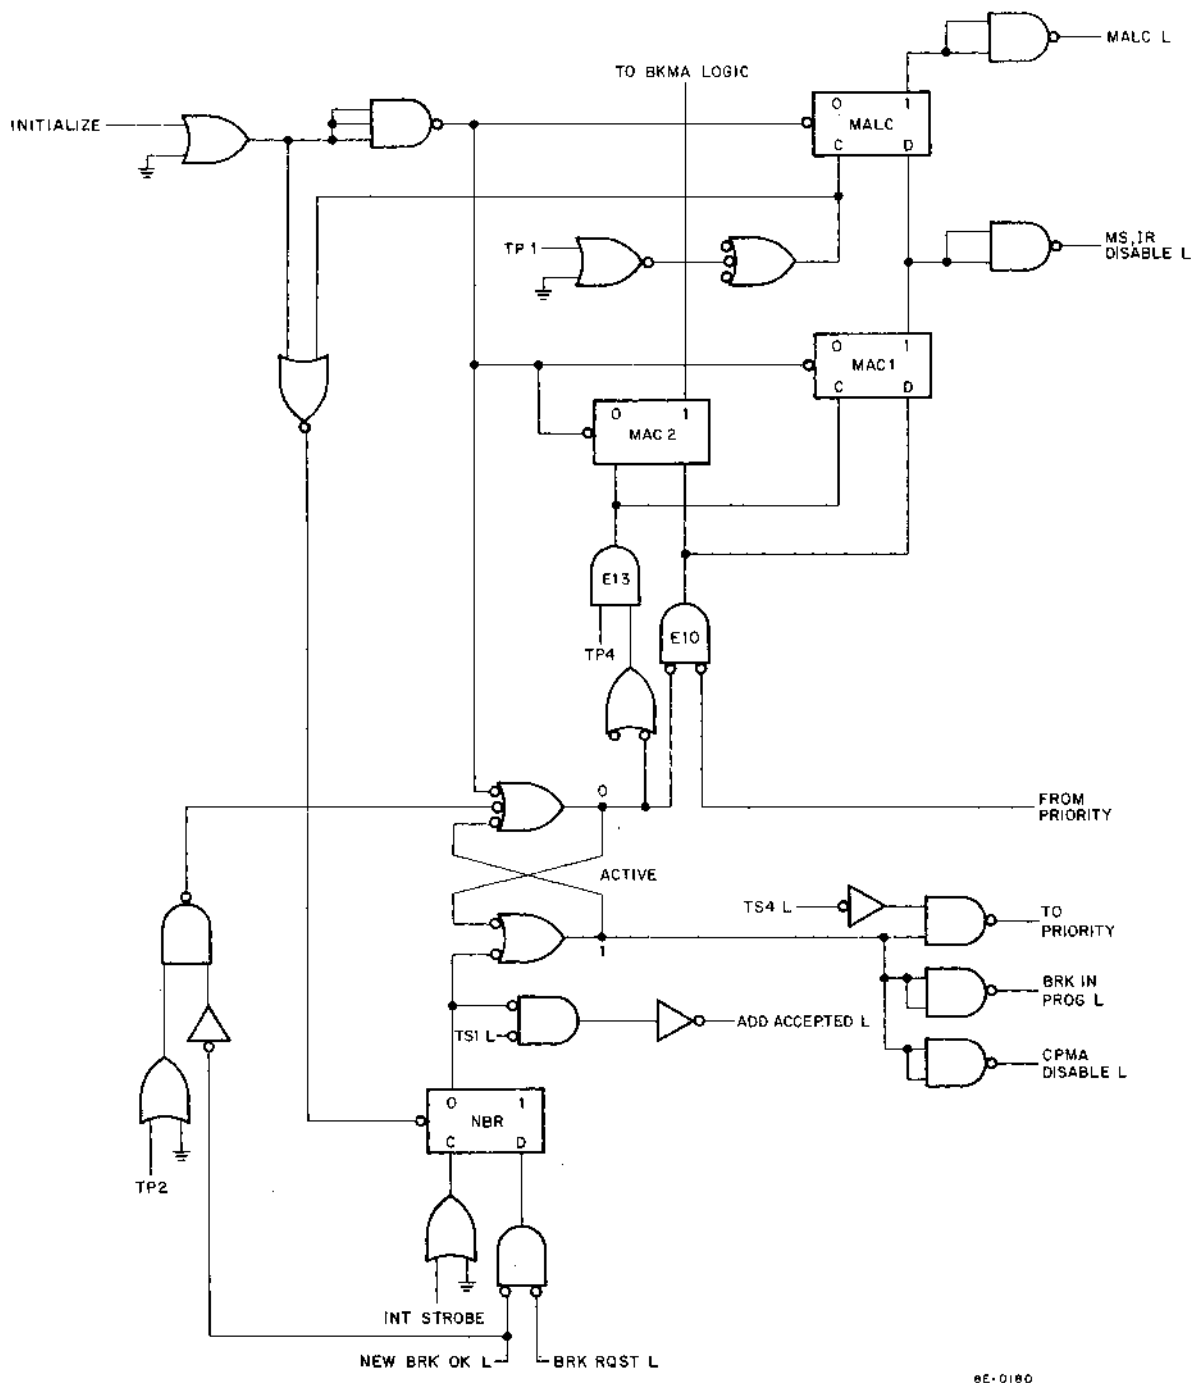 MALC L
TO BKMA LOGIC
0 1
MALC
C D
INITIALIZE
TP 1
MS, IR
DISABLE L
0 1
MAC 1
C D
0 1
MAC 2
E13
E10
TP4
0
FROM
PRIORITY
ACTIVE
TS4 L
TO
PRIORITY
1
BRK IN
PROG L
TS1 L
ADD ACCEPTED L
CPMA
DISABLE L
0 1
NBR
C D
TP2
INT STROBE
NEW BRK OK L
BRK RQST L
8E-0180